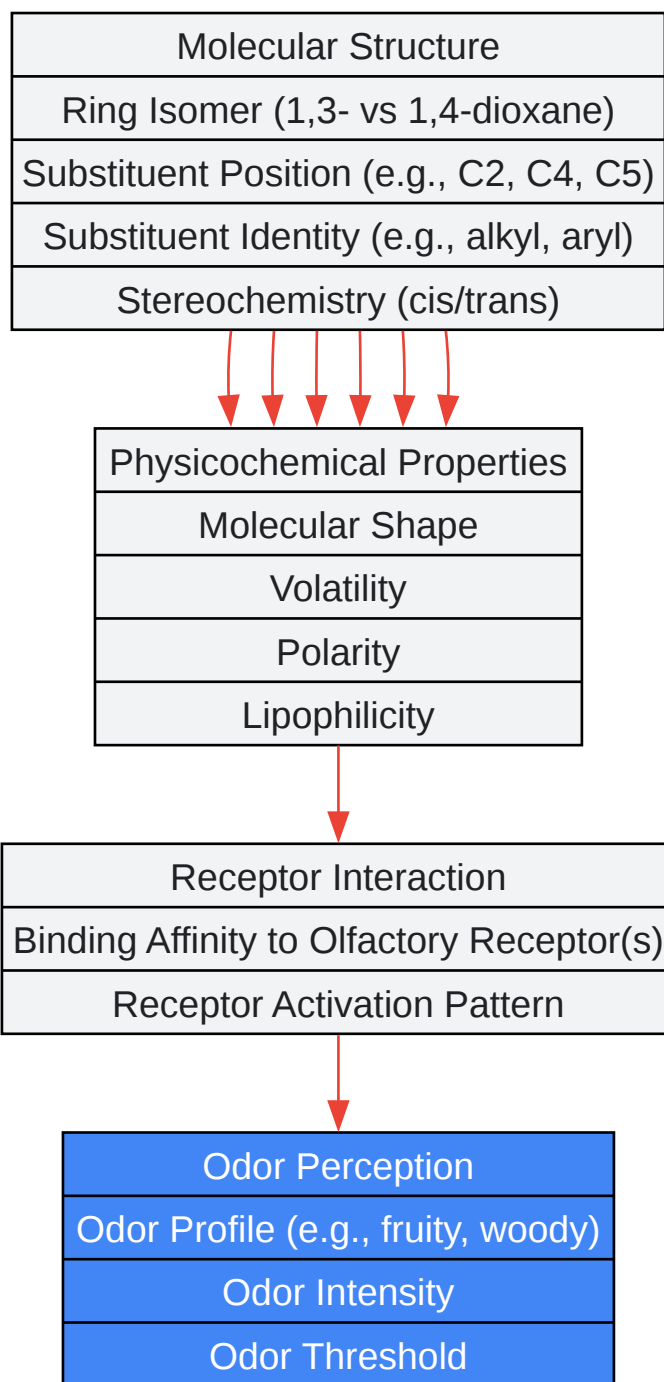 Molecular Structure
Ring Isomer (1,3- vs 1,4-dioxane)
Substituent Position (e.g., C2, C4, C5)
Substituent Identity (e.g., alkyl, aryl)
Stereochemistry (cis/trans)
Physicochemical Properties
Molecular Shape
Volatility
Polarity
Lipophilicity
Receptor Interaction
Binding Affinity to Olfactory Receptor(s)
Receptor Activation Pattern
Odor Perception
Odor Profile (e.g., fruity, woody)
Odor Intensity
Odor Threshold